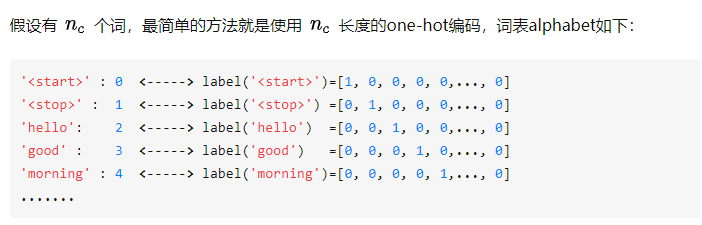 假设有 n_c 个词，最简单的方法就是使用 n_c 长度的one-hot编码，词表alphabet如下：
'<start>' : 0  <-----> label('<start>')=[1, 0, 0, 0, 0,..., 0]
'<stop>' :  1  <-----> label('<stop>') =[0, 1, 0, 0, 0,..., 0]
'hello':    2  <-----> label('hello')  =[0, 0, 1, 0, 0,..., 0]
'good' :    3  <-----> label('good')   =[0, 0, 0, 1, 0,..., 0]
'morning' : 4  <-----> label('morning')=[0, 0, 0, 0, 1,..., 0]
.......